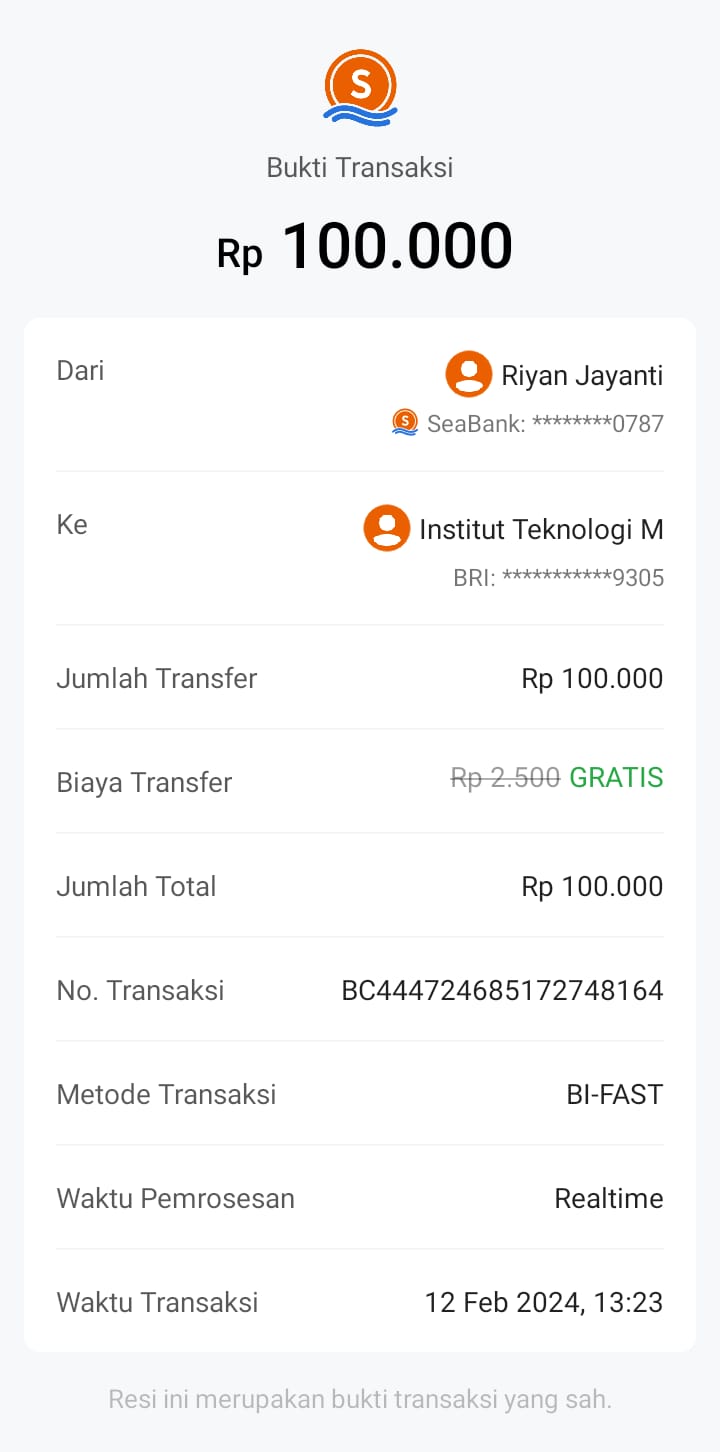 S
Bukti Transaksi
Rp 100.000
Dari
Riyan Jayanti
S SeaBank: ********0787
Ke
Institut Teknologi M
BRI: ***********9305
Jumlah Transfer Rp 100.000
Biaya Transfer Rp 2.500 GRATIS
Jumlah Total Rp 100.000
No. Transaksi BC444724685172748164
Metode Transaksi BI-FAST
Waktu Pemrosesan Realtime
Waktu Transaksi 12 Feb 2024, 13:23
Resi ini merupakan bukti transaksi yang sah.